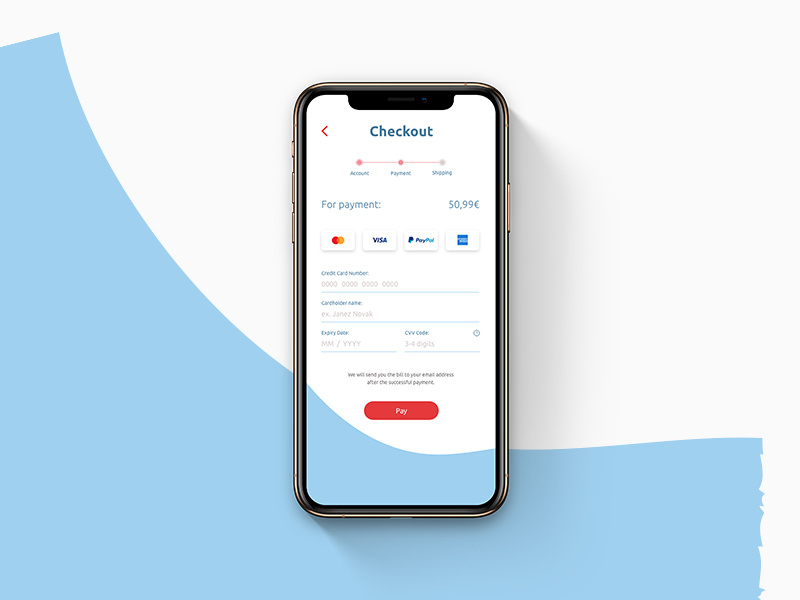 Checkout
Account Payment Shipping
For payment: 50,99€
VISA PayPal
Credit Card Number:
0000 0000 0000 0000
Cardholder name:
ex. Janez Novak
Expiry Date: CVV Code:
MM / YYYY 3-4 digits
We will send you the bill to your email address
after the successful payment.
Pay